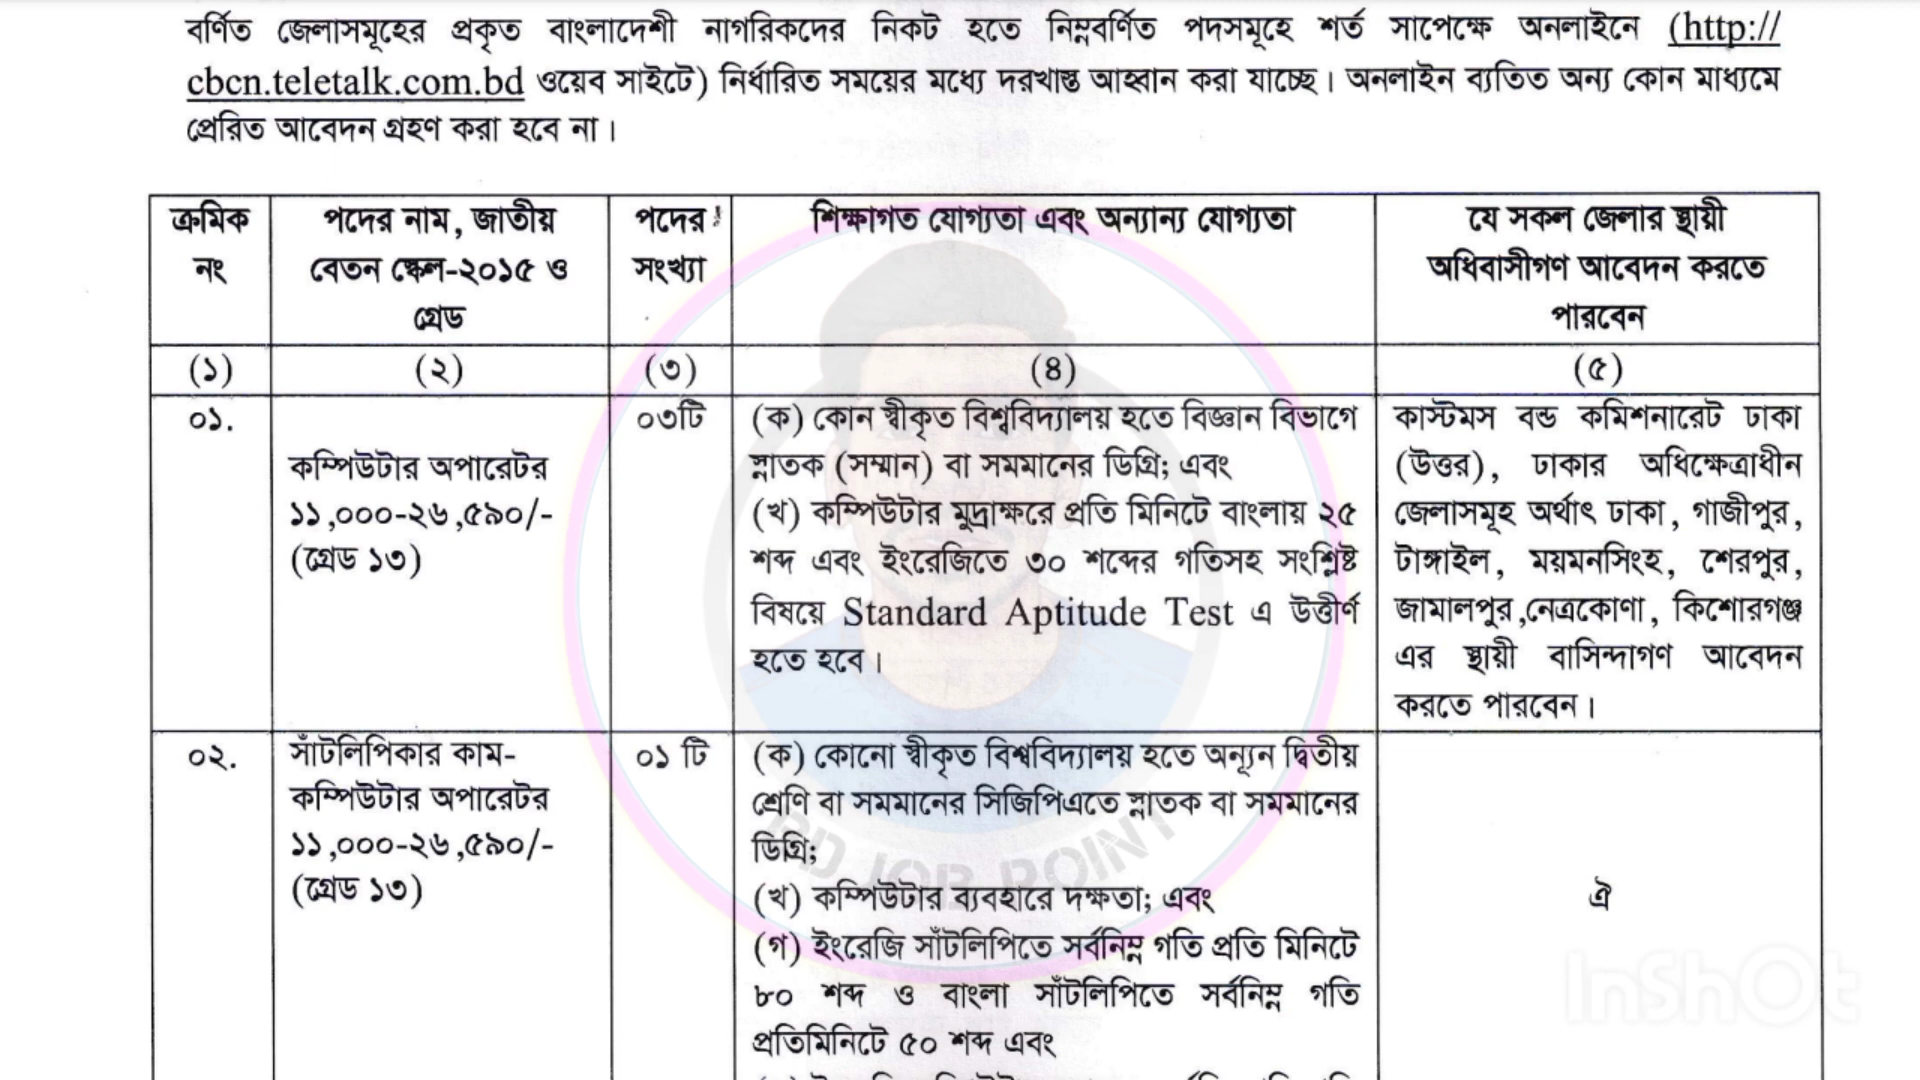 বর্ণিত জেলাসমূহের প্রকৃত বাংলাদেশী নাগরিকদের নিকট হতে নিম্নবর্ণিত পদসমূহে শর্ত সাপেক্ষে অনলাইনে (http://
cbcn.teletalk.com.bd ওয়েব সাইটে) নির্ধারিত সময়ের মধ্যে দরখাস্ত আহ্বান করা যাচ্ছে। অনলাইন ব্যতিত অন্য কোন মাধ্যমে
প্রেরিত আবেদন গ্রহণ করা হবে না।
ক্রমিক
নং
পদের নাম, জাতীয়
বেতন স্কেল-২০১৫ ও
গ্রেড
পদের
সংখ্যা
শিক্ষাগত যোগ্যতা এবং অন্যান্য যোগ্যতা
যে সকল জেলার স্থায়ী
অধিবাসীগণ আবেদন করতে
পারবেন
(১)
(২)
(৩)
(৪)
(৫)
০১.
কম্পিউটার অপারেটর
১১,০০০-২৬,৫৯০/-
(গ্রেড ১৩)
০৩টি
(ক) কোন স্বীকৃত বিশ্ববিদ্যালয় হতে বিজ্ঞান বিভাগে
স্নাতক (সম্মান) বা সমমানের ডিগ্রি; এবং
(খ) কম্পিউটার মুদ্রাক্ষরে প্রতি মিনিটে বাংলায় ২৫
শব্দ এবং ইংরেজিতে ৩০ শব্দের গতিসহ সংশ্লিষ্ট
বিষয়ে Standard Aptitude Test এ উত্তীর্ণ
হতে হবে।
কাস্টমস বন্ড কমিশনারেট ঢাকা
(উত্তর), ঢাকার অধিক্ষেত্রাধীন
জেলাসমূহ অর্থাৎ ঢাকা, গাজীপুর,
টাঙ্গাইল, ময়মনসিংহ, শেরপুর,
জামালপুর,নেত্রকোণা, কিশোরগঞ্জ
এর স্থায়ী বাসিন্দাগণ আবেদন
করতে পারবেন।
০২.
সাঁটলিপিকার কাম-
কম্পিউটার অপারেটর
১১,০০০-২৬,৫৯০/-
(গ্রেড ১৩)
০১ টি
(ক) কোনো স্বীকৃত বিশ্ববিদ্যালয় হতে অন্যূন দ্বিতীয়
শ্রেণি বা সমমানের সিজিপিএতে স্নাতক বা সমমানের
ডিগ্রি;
(খ) কম্পিউটার ব্যবহারে দক্ষতা; এবং
(গ) ইংরেজি সাঁটলিপিতে সর্বনিম্ন গতি প্রতি মিনিটে
৮০ শব্দ ও বাংলা সাঁটলিপিতে সর্বনিম্ন গতি
প্রতিমিনিটে ৫০ শব্দ এবং
ঐ
BD JOB POINT
InShOt